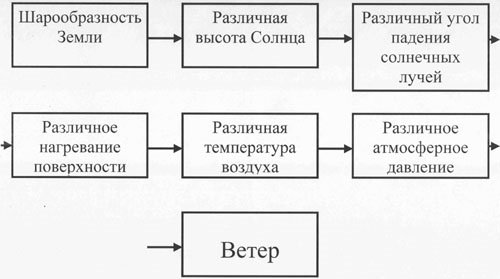 Шарообразность
Земли
Различная
высота Солнца
Различный угол
падения
солнечных
лучей
Различное
нагревание
поверхности
Различная
температура
воздуха
Различное
атмосферное
давление
Ветер